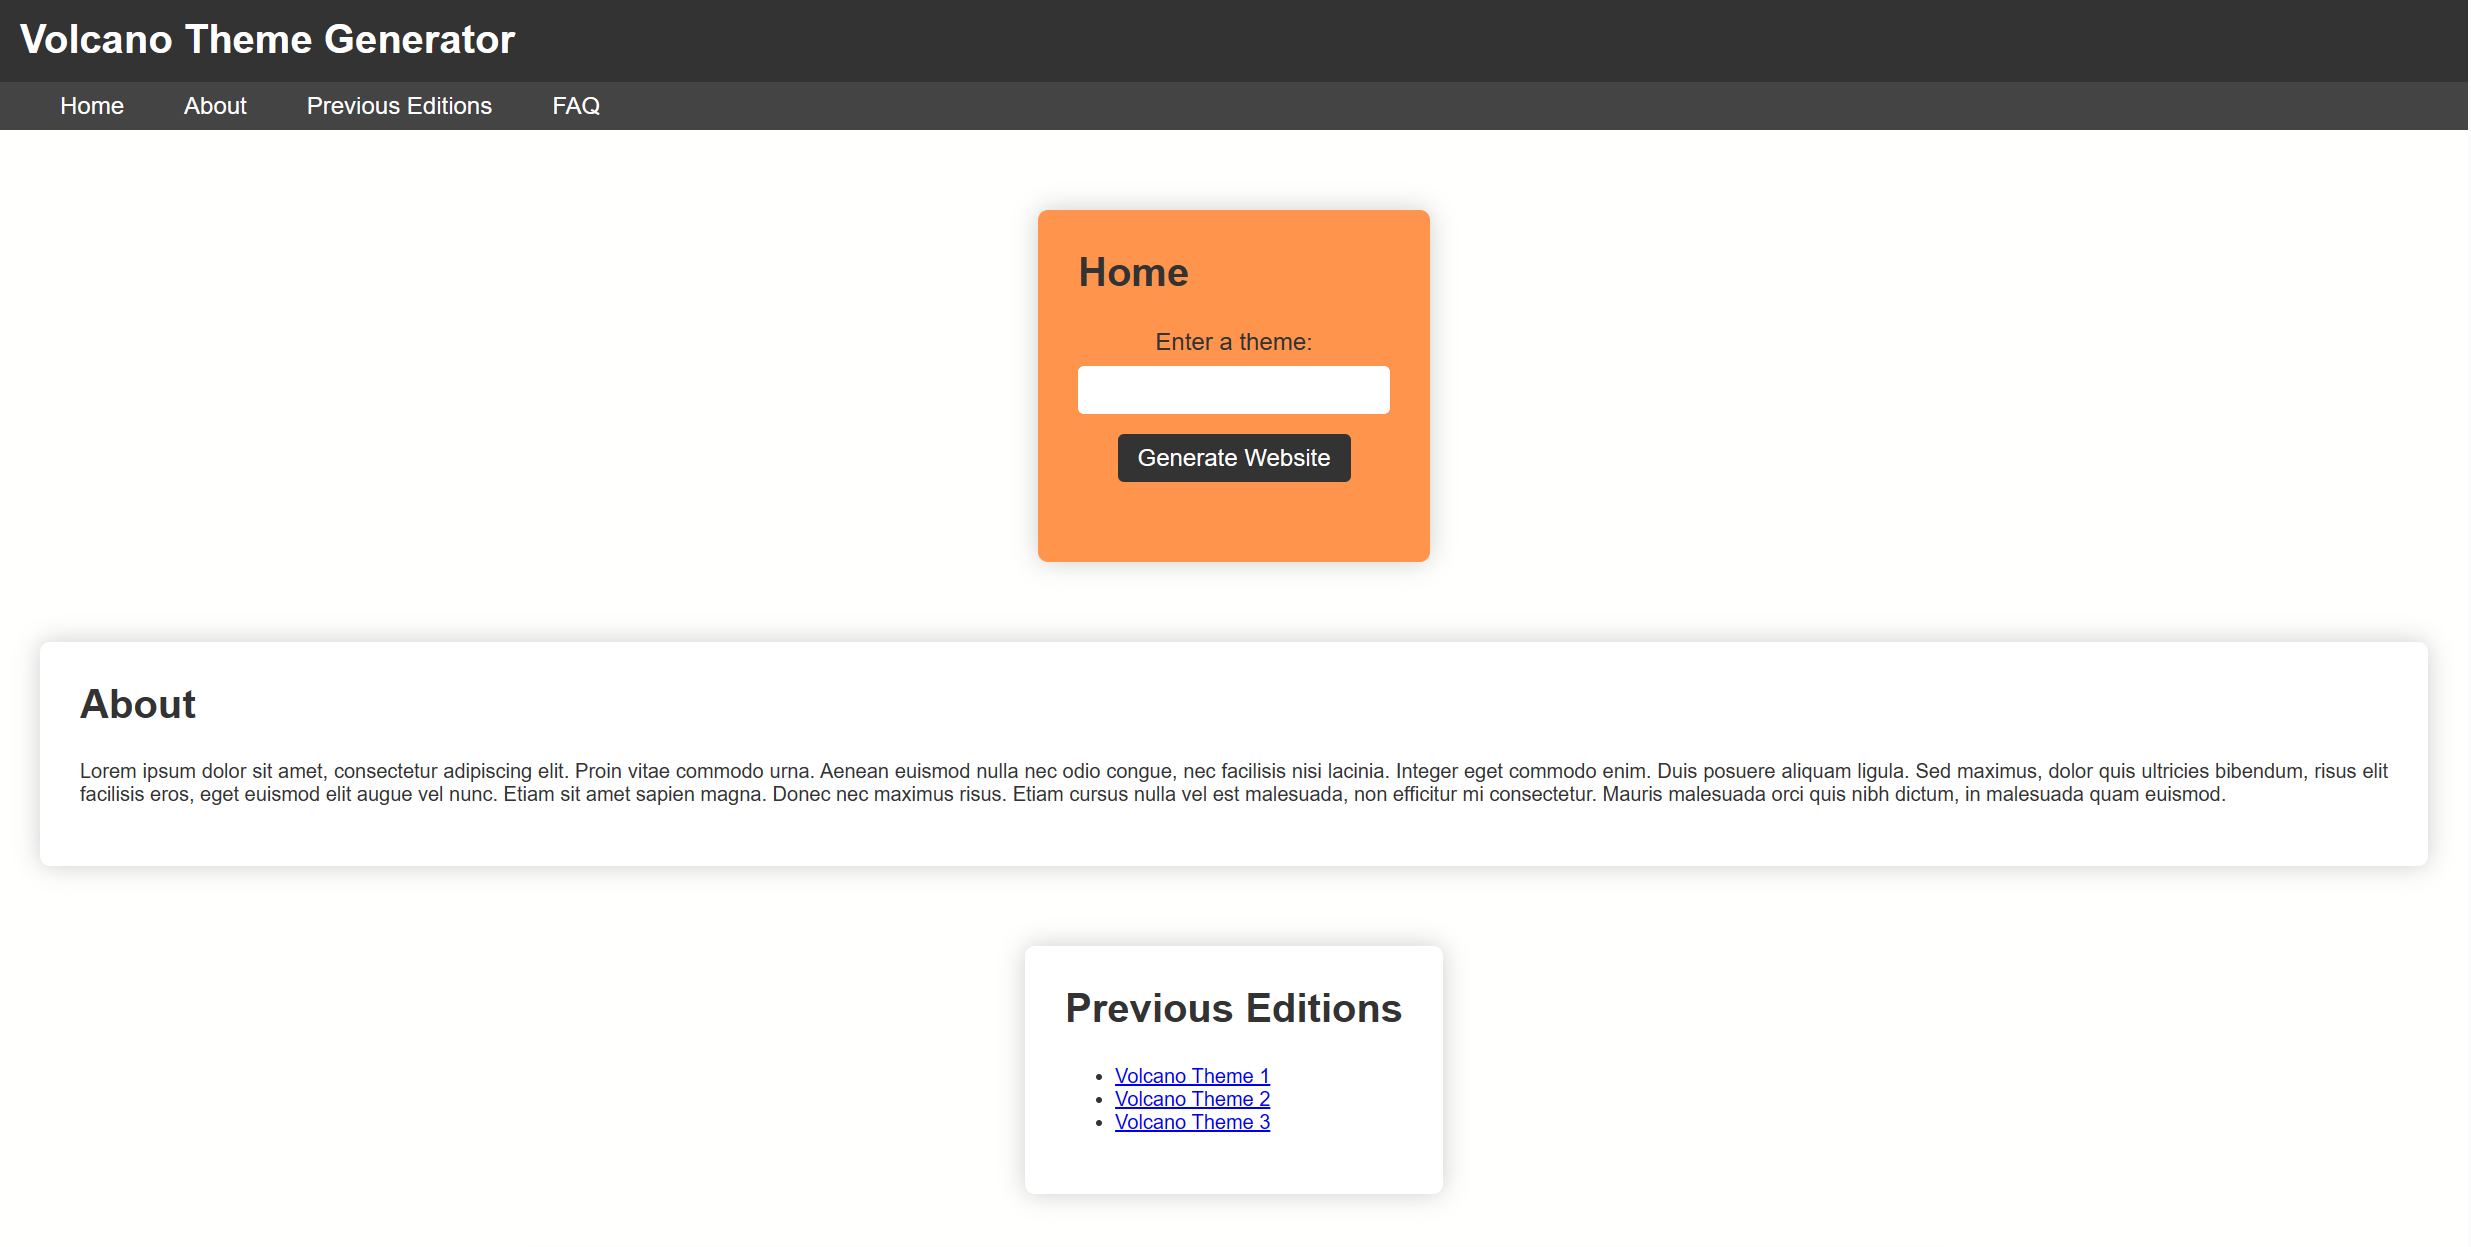 Volcano Theme Generator
Home About Previous Editions FAQ
Home
Enter a theme:
Generate Website
About
Lorem ipsum dolor sit amet, consectetur adipiscing elit. Proin vitae commodo urna. Aenean euismod nulla nec odio congue, nec facilisis nisi lacinia. Integer eget commodo enim. Duis posuere aliquam ligula. Sed maximus, dolor quis ultricies bibendum, risus elit
facilisis eros, eget euismod elit augue vel nunc. Etiam sit amet sapien magna. Donec nec maximus risus. Etiam cursus nulla vel est malesuada, non efficitur mi consectetur. Mauris malesuada orci quis nibh dictum, in malesuada quam euismod.
Previous Editions
• Volcano Theme 1
• Volcano Theme 2
• Volcano Theme 3